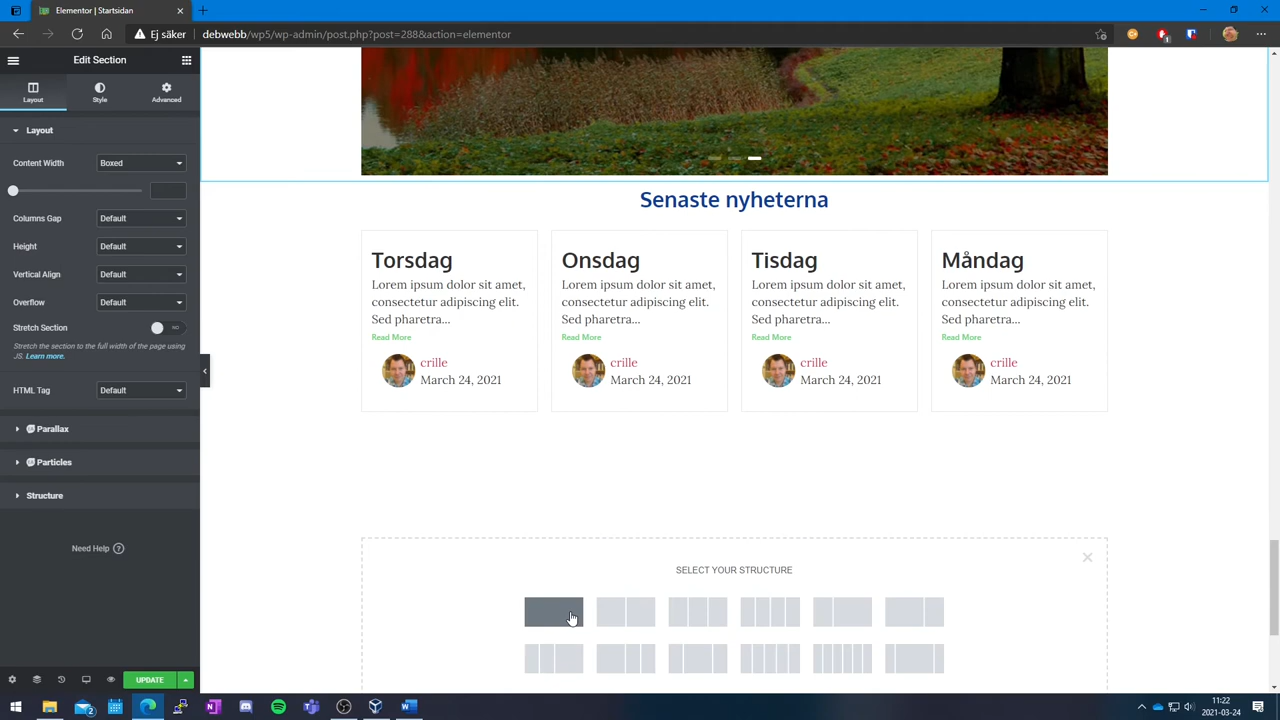 Elementor | Startsidan
Ej säker
debwebb/wp5/wp-admin/post.php?post=288&action=elementor
1
Edit Section
Layout
Style
Advanced
Layout
Content Width
Boxed
Columns Gap
Default
Height
Default
Vertical Align
Default
Overflow
Default
Stretch Section
NO
Stretch the section to the full width of the page using
JS. Learn more.
HTML Tag
Default
Parallax
Particles
Structure
Need Help
?
UPDATE
Senaste nyheterna
Torsdag
Lorem ipsum dolor sit amet,
consectetur adipiscing elit.
Sed pharetra...
Read More
crille
March 24, 2021
Onsdag
Lorem ipsum dolor sit amet,
consectetur adipiscing elit.
Sed pharetra...
Read More
crille
March 24, 2021
Tisdag
Lorem ipsum dolor sit amet,
consectetur adipiscing elit.
Sed pharetra...
Read More
crille
March 24, 2021
Måndag
Lorem ipsum dolor sit amet,
consectetur adipiscing elit.
Sed pharetra...
Read More
crille
March 24, 2021
SELECT YOUR STRUCTURE
11:22
2021-03-24